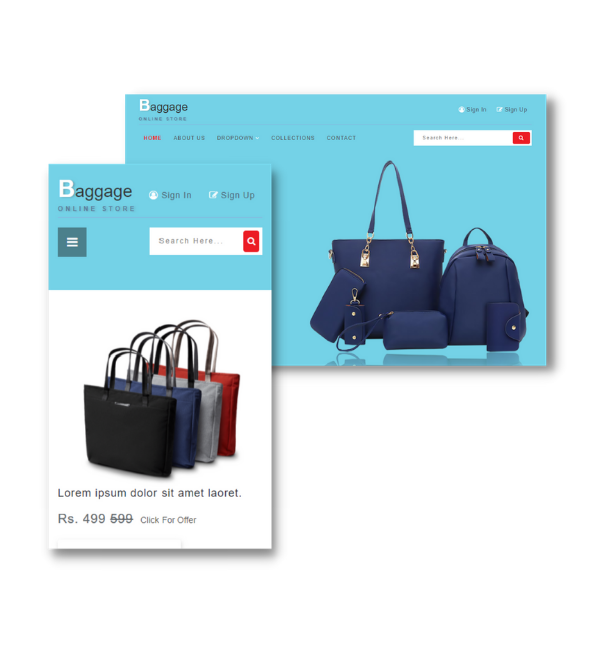 Baggage
ONLINE STORE
Sign In Sign Up
HOME ABOUT US DROPDOWN COLLECTIONS CONTACT
Search Here...
Baggage
ONLINE STORE
Sign In Sign Up
Search Here...
Lorem ipsum dolor sit amet laoret.
Rs. 499 599 Click For Offer